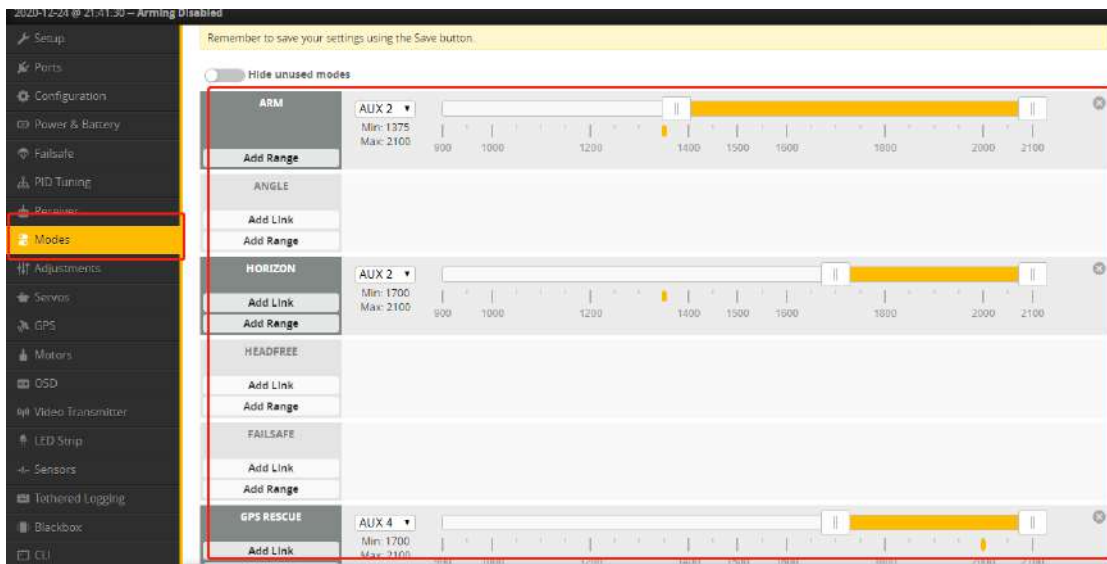 2020-12-24 @ 21:41:30 -- Arming Disabled
Setup
Ports
Configuration
Power & Battery
Failsafe
PID Tuning
Receiver
Modes
Adjustments
Servos
GPS
Motors
OSD
Video Transmitter
LED Strip
Sensors
Tethered Logging
Blackbox
CLI
Remember to save your settings using the Save button.
Hide unused modes
ARM
Add Range
AUX 2
Min: 1375
Max: 2100
900 1000 1200 1400 1500 1600 1800 2000 2100
ANGLE
Add Link
Add Range
HORIZON
Add Link
Add Range
AUX 2
Min: 1700
Max: 2100
900 1000 1200 1400 1500 1600 1800 2000 2100
HEADFREE
Add Link
Add Range
FAILSAFE
Add Link
Add Range
GPS RESCUE
Add Link
AUX 4
Min: 1700
Max: 2100